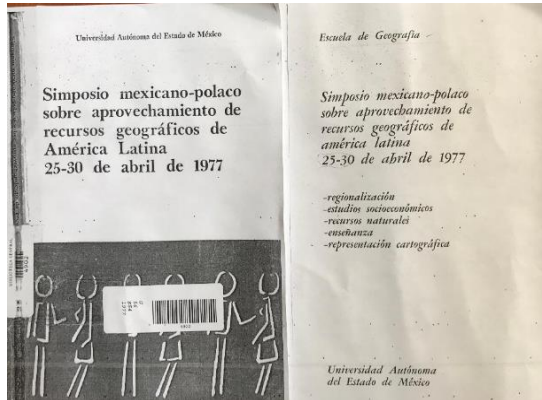 Universidad Autónoma del Estado de México
Simposio mexicano-polaco
sobre aprovechamiento de
recursos geográficos de
América Latina
25-30 de abril de 1977
Escuela de Geografía
Simposio mexicano-polaco
sobre aprovechamiento de
recursos geográficos de
américa latina
25-30 de abril de 1977
-regionalización
-estudios socioeconómicos
-recursos naturales
-enseñanza
-representación cartográfica
Universidad Autónoma
del Estado de México